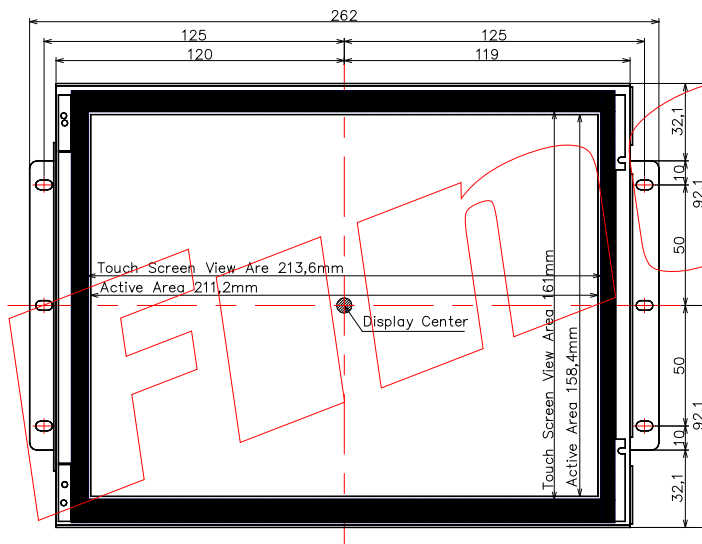 262
125 125
120 119
32,1
10
92,1
50
Touch Screen View Are 213,6mm
Active Area 211,2mm
Display Center
Touch Screen View Area 161mm
Active Area 158,4mm
50
92,1
10
32,1